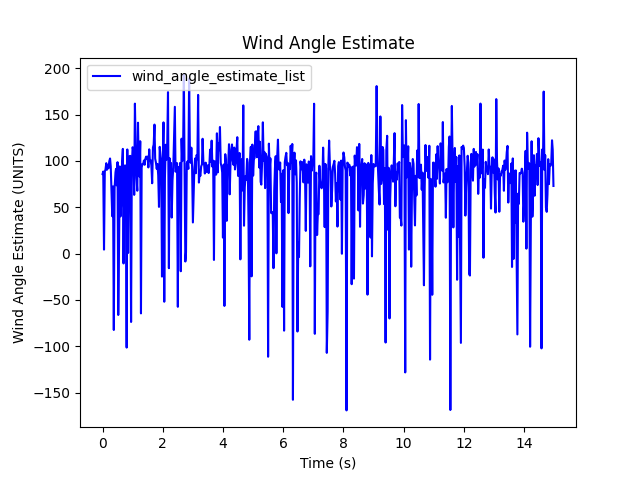 Wind Angle Estimate
wind_angle_estimate_list
Wind Angle Estimate (UNITS)
200
150
100
50
0
−50
−100
−150
0 2 4 6 8 10 12 14
Time (s)